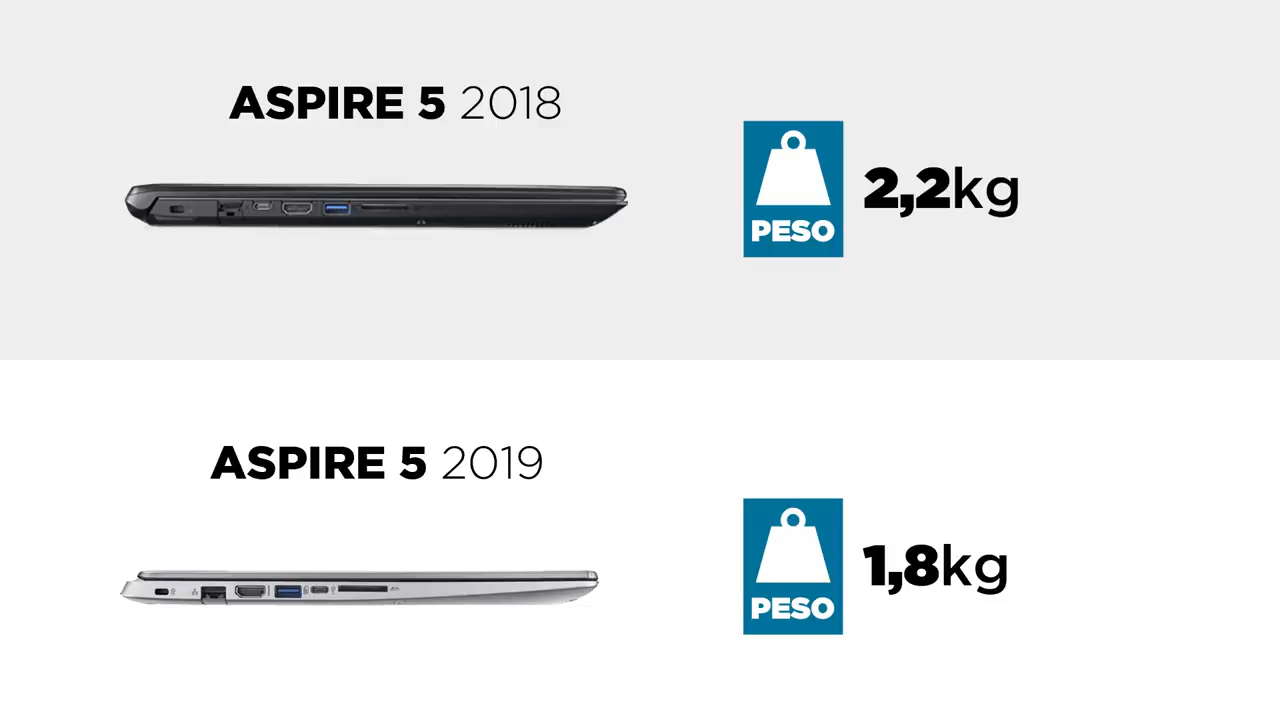 ASPIRE 5 2018
PESO
2,2kg
ASPIRE 5 2019
PESO
1,8kg